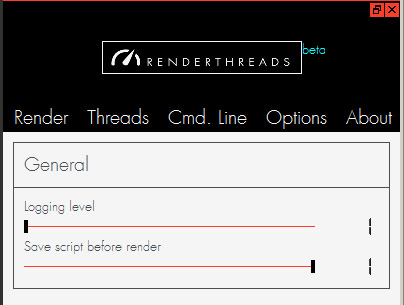 RENDERTHREADS
beta
Render Threads Cmd. Line Options About
General
Logging level 1
Save script before render 1